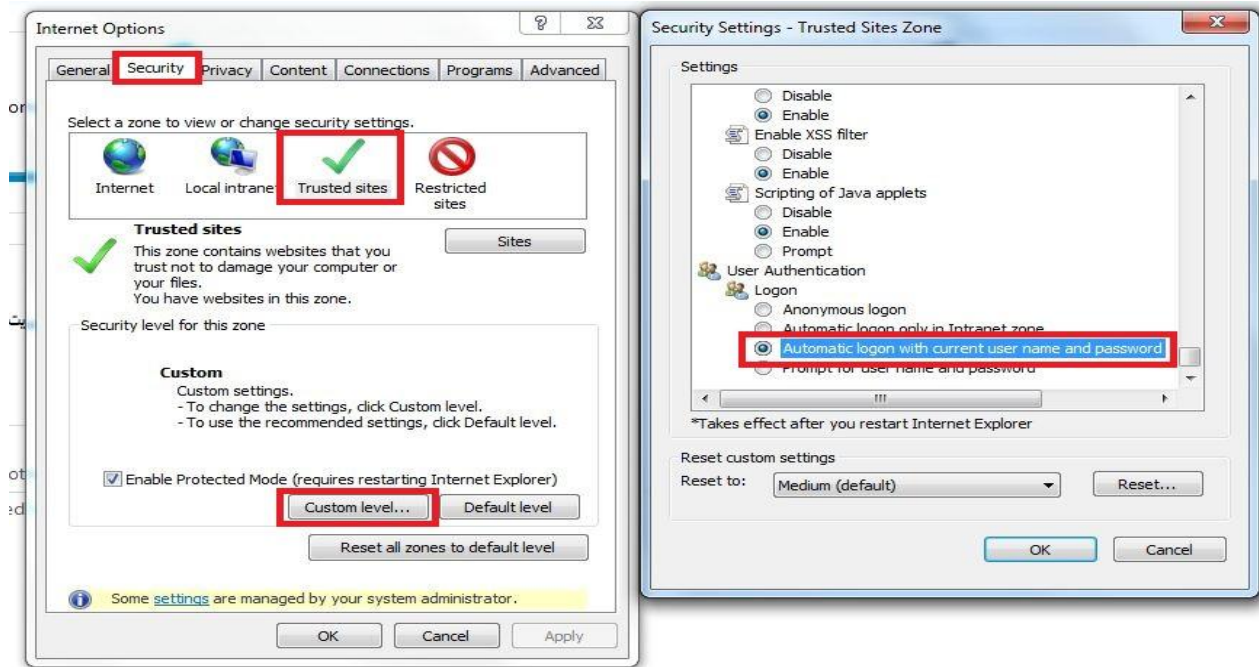 Internet Options
General
Security
Privacy
Content
Connections
Programs
Advanced
Select a zone to view or change security settings.
Internet
Local intranet
Trusted sites
Restricted
sites
Trusted sites
This zone contains websites that you
trust not to damage your computer or
your files.
You have websites in this zone.
Sites
Security level for this zone
Custom
Custom settings.
- To change the settings, click Custom level.
- To use the recommended settings, click Default level.
Enable Protected Mode (requires restarting Internet Explorer)
Custom level...
Default level
Reset all zones to default level
Some settings are managed by your system administrator.
OK
Cancel
Apply
Security Settings - Trusted Sites Zone
Settings
Disable
Enable
Enable XSS filter
Disable
Enable
Scripting of Java applets
Disable
Enable
Prompt
User Authentication
Logon
Anonymous logon
Automatic logon only in Intranet zone
Automatic logon with current user name and password
Prompt for user name and password
*Takes effect after you restart Internet Explorer
Reset custom settings
Reset to:
Medium (default)
Reset...
OK
Cancel